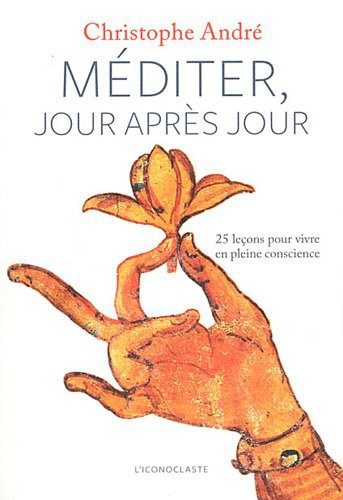 Christophe André
MÉDITER,
JOUR APRÈS JOUR
25 leçons pour vivre
en pleine conscience
L'ICONOCLASTE